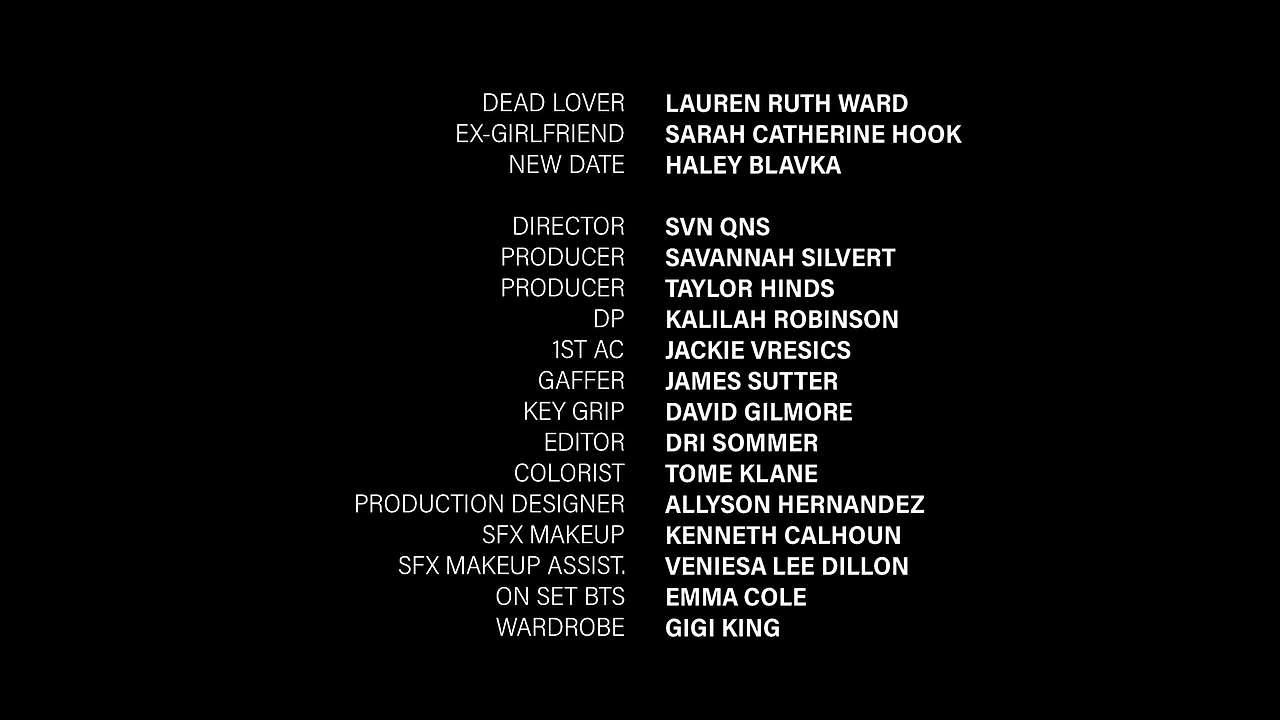 DEAD LOVER LAUREN RUTH WARD
EX-GIRLFRIEND SARAH CATHERINE HOOK
NEW DATE HALEY BLAVKA
DIRECTOR SVN QNS
PRODUCER SAVANNAH SILVERT
PRODUCER TAYLOR HINDS
DP KALILAH ROBINSON
1ST AC JACKIE VRESICS
GAFFER JAMES SUTTER
KEY GRIP DAVID GILMORE
EDITOR DRI SOMMER
COLORIST TOME KLANE
PRODUCTION DESIGNER ALLYSON HERNANDEZ
SFX MAKEUP KENNETH CALHOUN
SFX MAKEUP ASSIST. VENIESA LEE DILLON
ON SET BTS EMMA COLE
WARDROBE GIGI KING